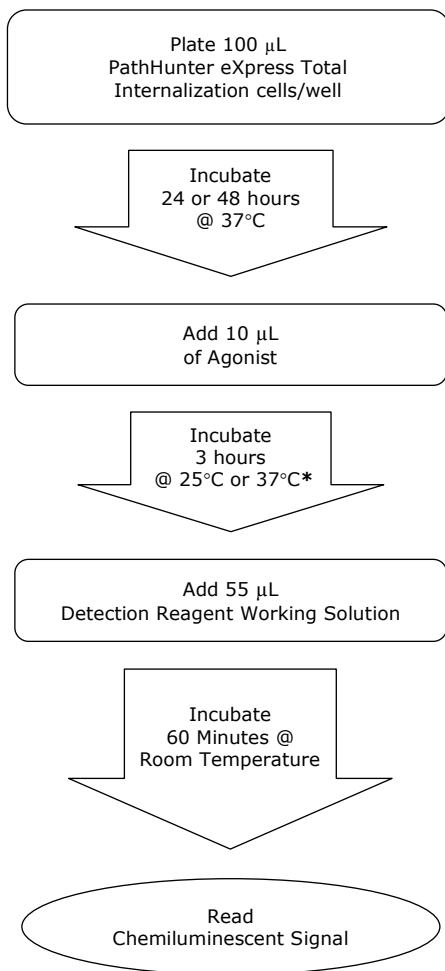 Plate 100 μL
PathHunter eXpress Total
Internalization cells/well
Incubate
24 or 48 hours
@ 37°C
Add 10 μL
of Agonist
Incubate
3 hours
@ 25°C or 37°C*
Add 55 μL
Detection Reagent Working Solution
Incubate
60 Minutes @
Room Temperature
Read
Chemiluminescent Signal